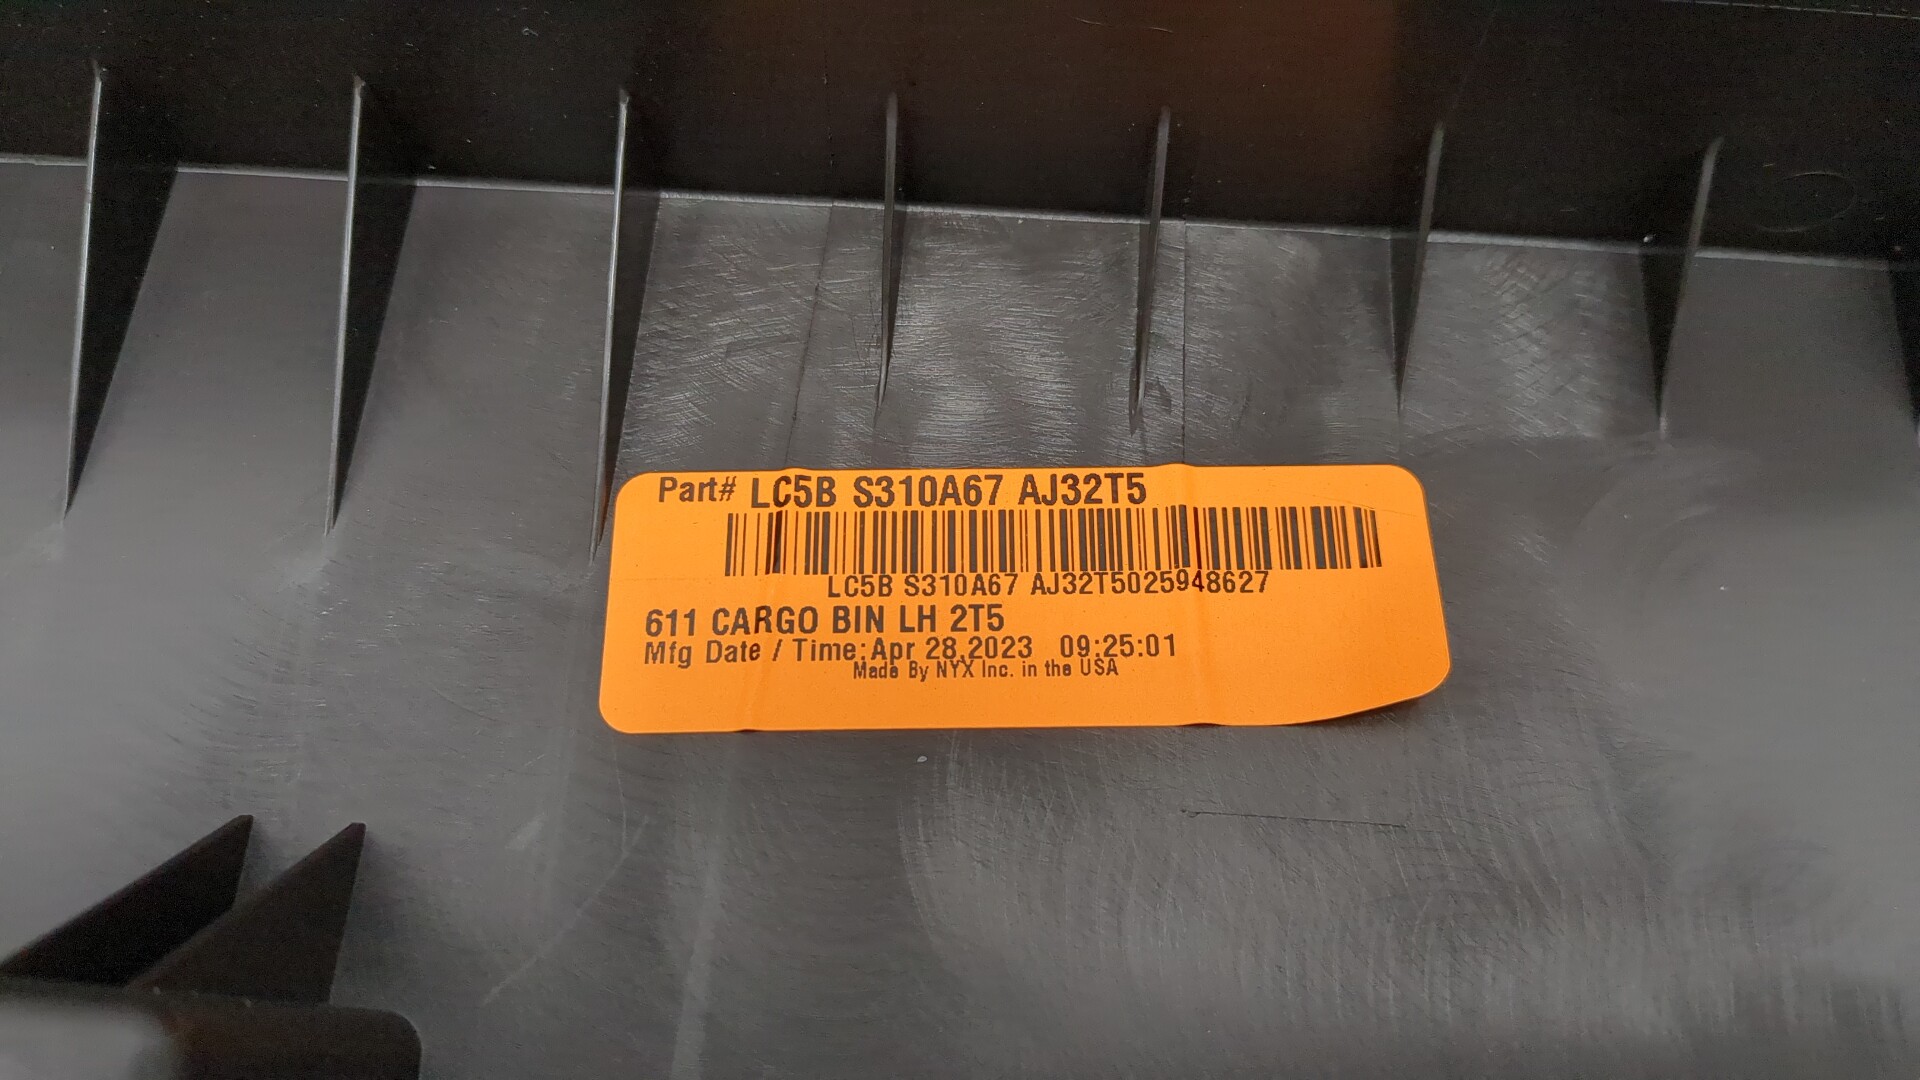 Part# LC5B S310A67 AJ32T5
LC5B S310A67 AJ32T5025948627
611 CARGO BIN LH 2T5
Mfg Date / Time:Apr 28,2023 09:25:01
Made By NYX Inc. in the USA